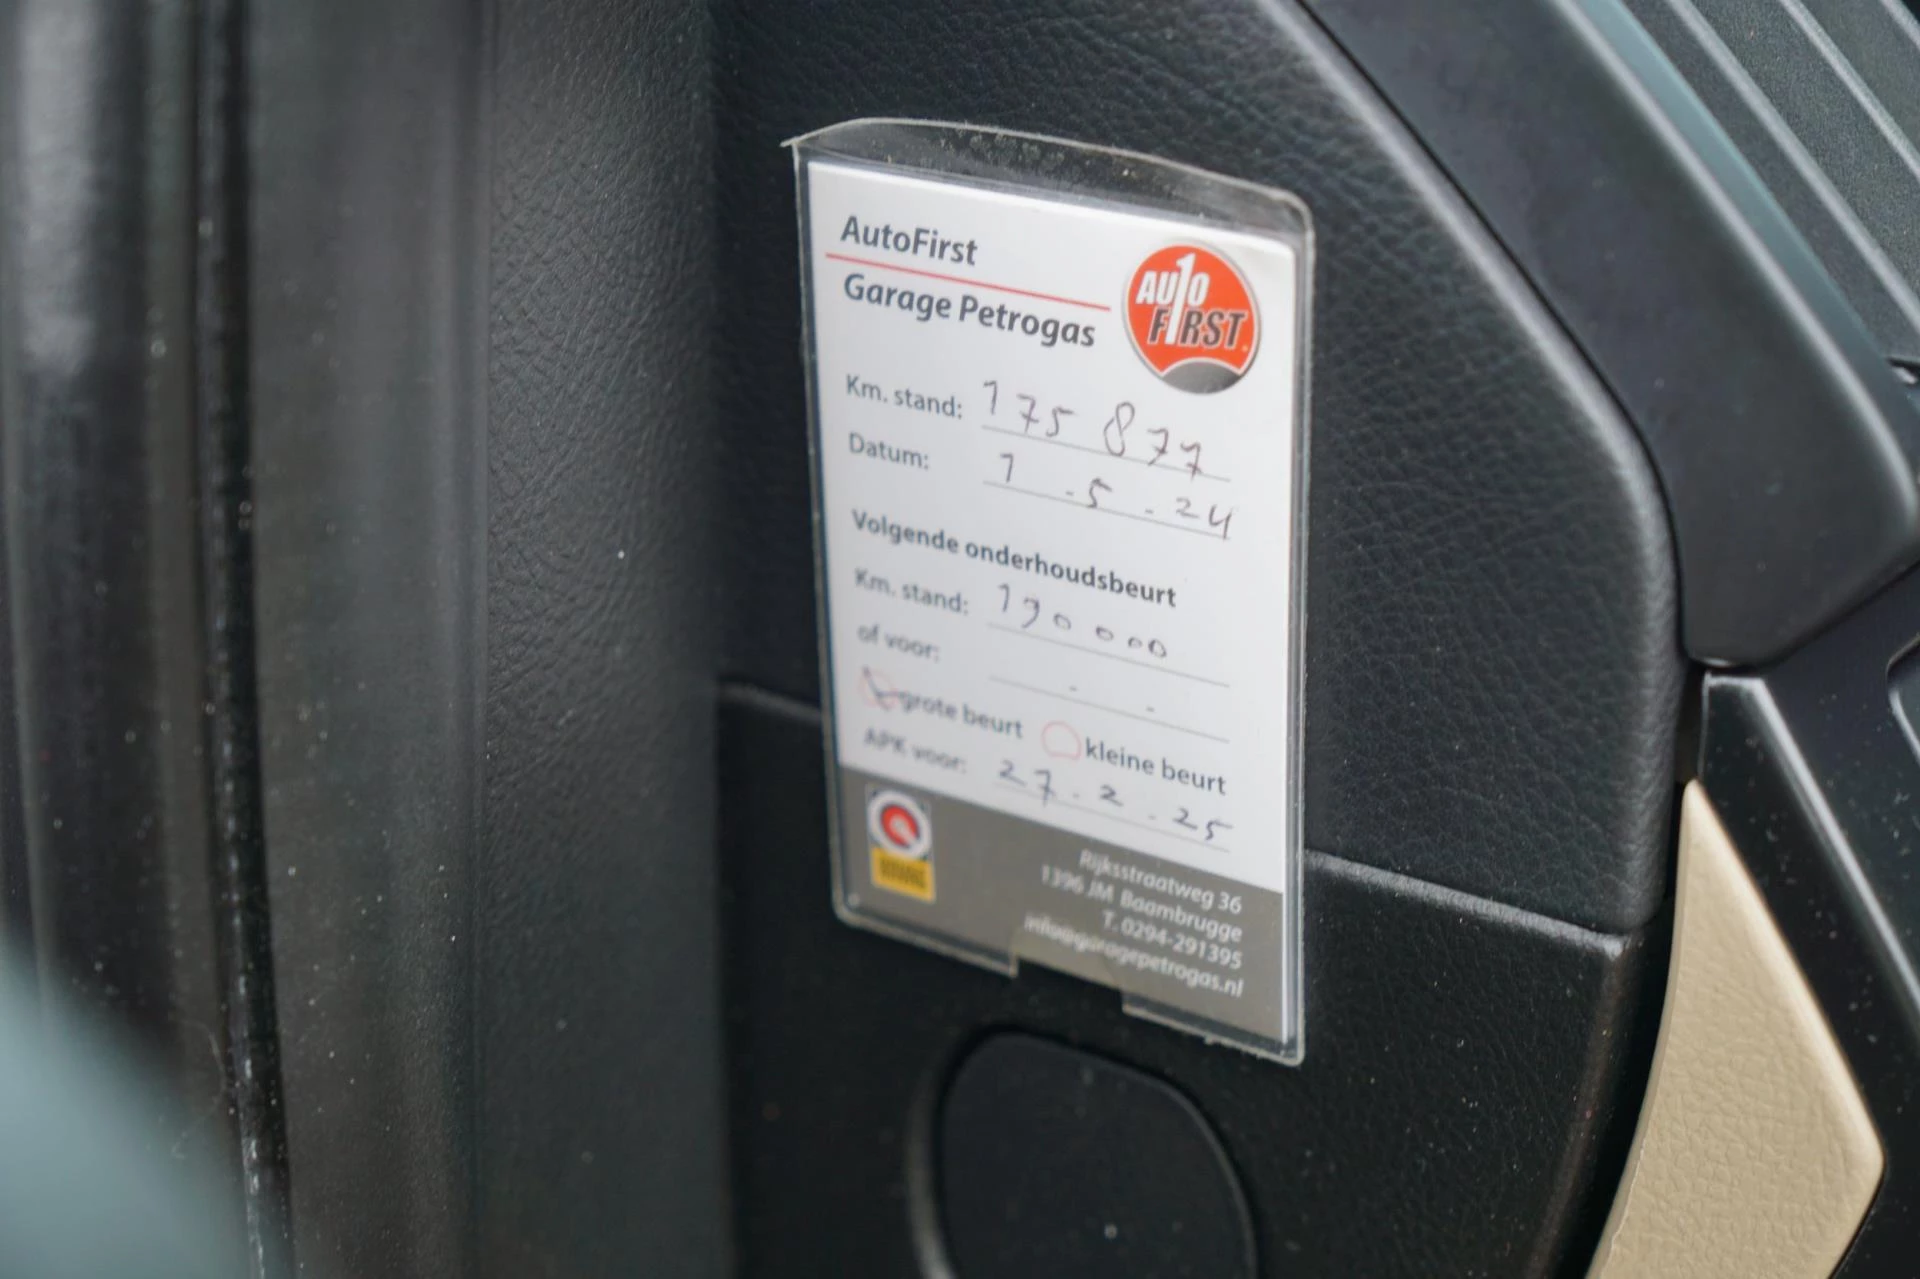 AutoFirst
Garage Petrogas
AUTO
FIRST
Km. stand: 175 877
Datum: 1 - 5 - 24
Volgende onderhoudsbeurt
Km. stand: 190 000
of voor: - -
grote beurt kleine beurt
APK voor: 27 - 2 - 25
Rijksstraatweg 36
1396 JM Baambrugge
T. 0294-291395
info@garagepetrogas.nl